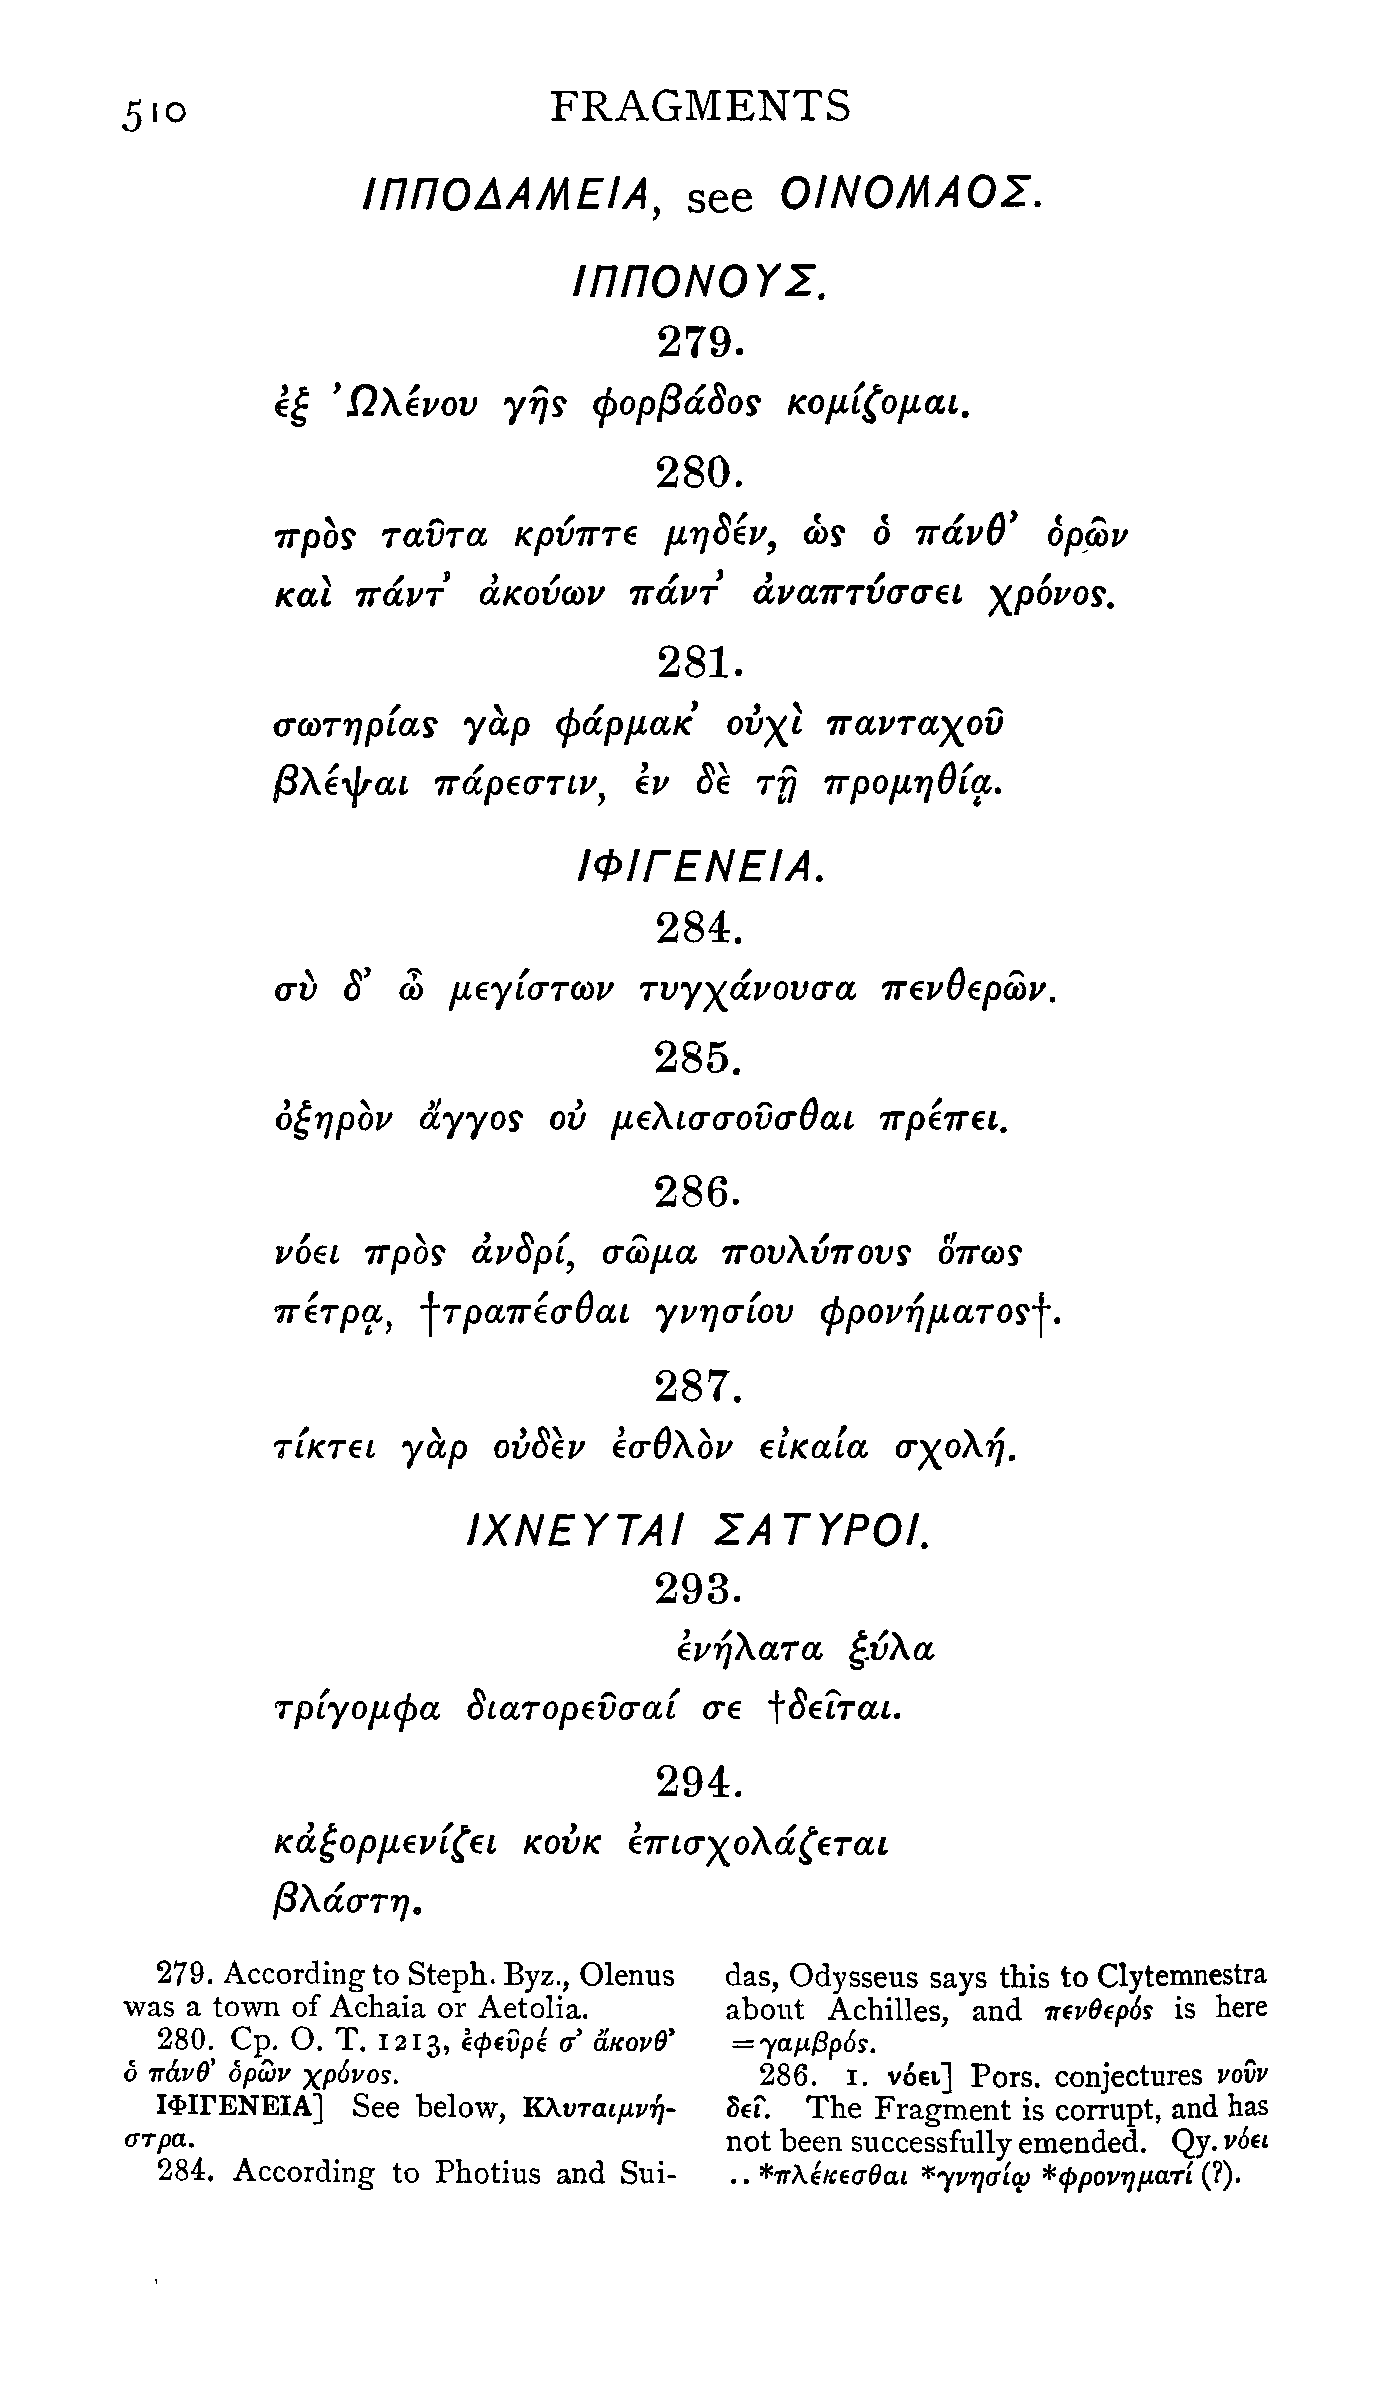 510 FRAGMENTS
ΙΠΠΟΔΑΜΕΙΑ, see ΟΙΝΟΜΑΟΣ.
ΙΠΠΟΝΟΥΣ.
279.
ἐξ Ὠλένου γῆς φορβάδος κομίζομαι.
280.
πρὸς ταῦτα κρύπτε μηδέν, ὡς ὁ πάνθ’ ὁρῶν
καὶ πάντ’ ἀκούων πάντ’ ἀναπτύσσει χρόνος.
281.
σωτηρίας γὰρ φάρμακ’ οὐχὶ πανταχοῦ
βλέψαι πάρεστιν, ἐν δὲ τῇ προμηθίᾳ.
ΙΦΙΓΕΝΕΙΑ.
284.
σὺ δ’ ὦ μεγίστων τυγχάνουσα πενθερῶν.
285.
ὀξηρὸν ἄγγος οὐ μελισσοῦσθαι πρέπει.
286.
νόει πρὸς ἀνδρί, σῶμα πουλύπους ὅπως
πέτρᾳ, †τραπέσθαι γνησίου φρονήματος†.
287.
τίκτει γὰρ οὐδὲν ἐσθλὸν εἰκαία σχολή.
ΙΧΝΕΥΤΑΙ ΣΑΤΥΡΟΙ.
293.
ἐνήλατα ξύλα
τρίγομφα διατορεῦσαί σε †δεῖται.
294.
κἀξορμενίζει κοὐκ ἐπισχολάζεται
βλάστη.
279. According to Steph. Byz., Olenus
was a town of Achaia or Aetolia.
280. Cp. O. T. 1213, ἐφεῦρέ σ’ ἄκονθ’
ὁ πάνθ’ ὁρῶν χρόνος.
ΙΦΙΓΕΝΕΙΑ] See below, Κλυταιμνή-
στρα.
284. According to Photius and Sui-
das, Odysseus says this to Clytemnestra
about Achilles, and πενθερός is here
=γαμβρός.
286. 1. νόει] Pors. conjectures νοῦν
δεῖ. The Fragment is corrupt, and has
not been successfully emended. Qy. νόει
.. *πλέκεσθαι *γνησίῳ *φρονηματί (?).